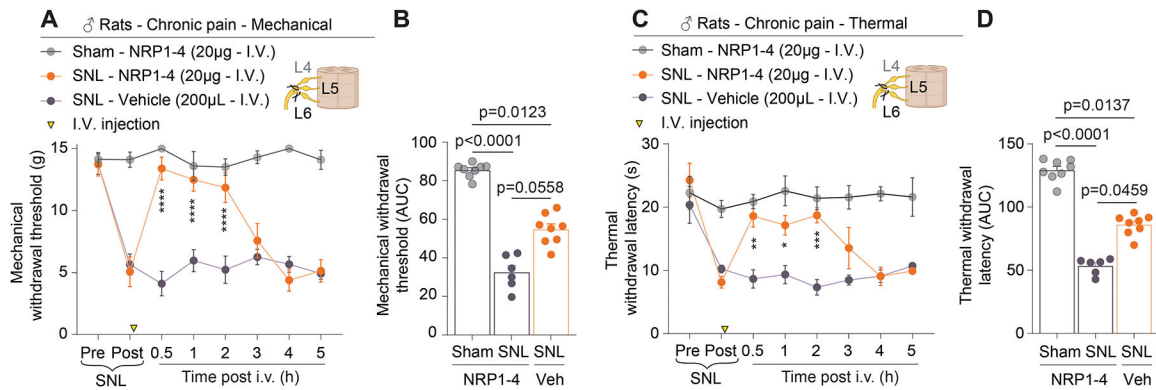 A
♂ Rats - Chronic pain - Mechanical
Sham - NRP1-4 (20µg - I.V.)
SNL - NRP1-4 (20µg - I.V.)
SNL - Vehicle (200µL - I.V.)
I.V. injection
L4
L5
L6
Mechanical
withdrawal threshold (g)
15
10
5
0
****
****
****
Pre Post 0.5 1 2 3 4 5
SNL
Time post i.v. (h)
B
p=0.0123
p<0.0001
p=0.0558
Mechanical withdrawal
threshold (AUC)
100
80
60
40
20
0
Sham SNL SNL
NRP1-4 Veh
C
♂ Rats - Chronic pain - Thermal
Sham - NRP1-4 (20µg - I.V.)
SNL - NRP1-4 (20µg - I.V.)
SNL - Vehicle (200µL - I.V.)
I.V. injection
L4
L5
L6
Thermal
withdrawal latency (s)
30
20
10
0
**
*
***
Pre Post 0.5 1 2 3 4 5
SNL
Time post i.v. (h)
D
p=0.0137
p<0.0001
p=0.0459
Thermal withdrawal
latency (AUC)
150
100
50
0
Sham SNL SNL
NRP1-4 Veh